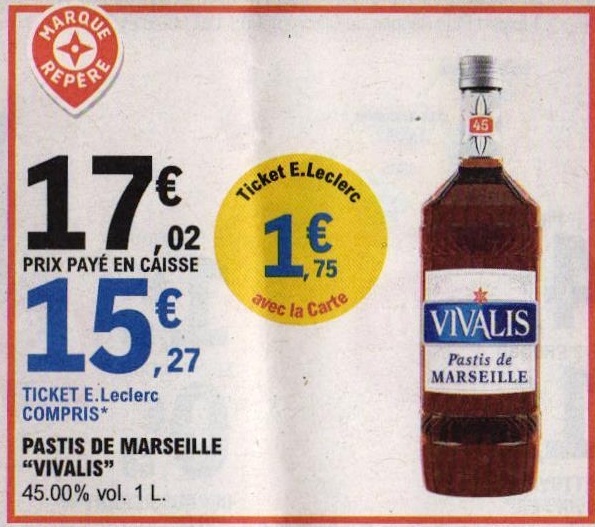 MARQUE
REPÈRE
17€,02
PRIX PAYÉ EN CAISSE
15€,27
TICKET E.Leclerc
COMPRIS*
PASTIS DE MARSEILLE
"VIVALIS"
45.00% vol. 1 L.
Ticket E.Leclerc
1€,75
avec la Carte
45
VIVALIS
Pastis de
MARSEILLE